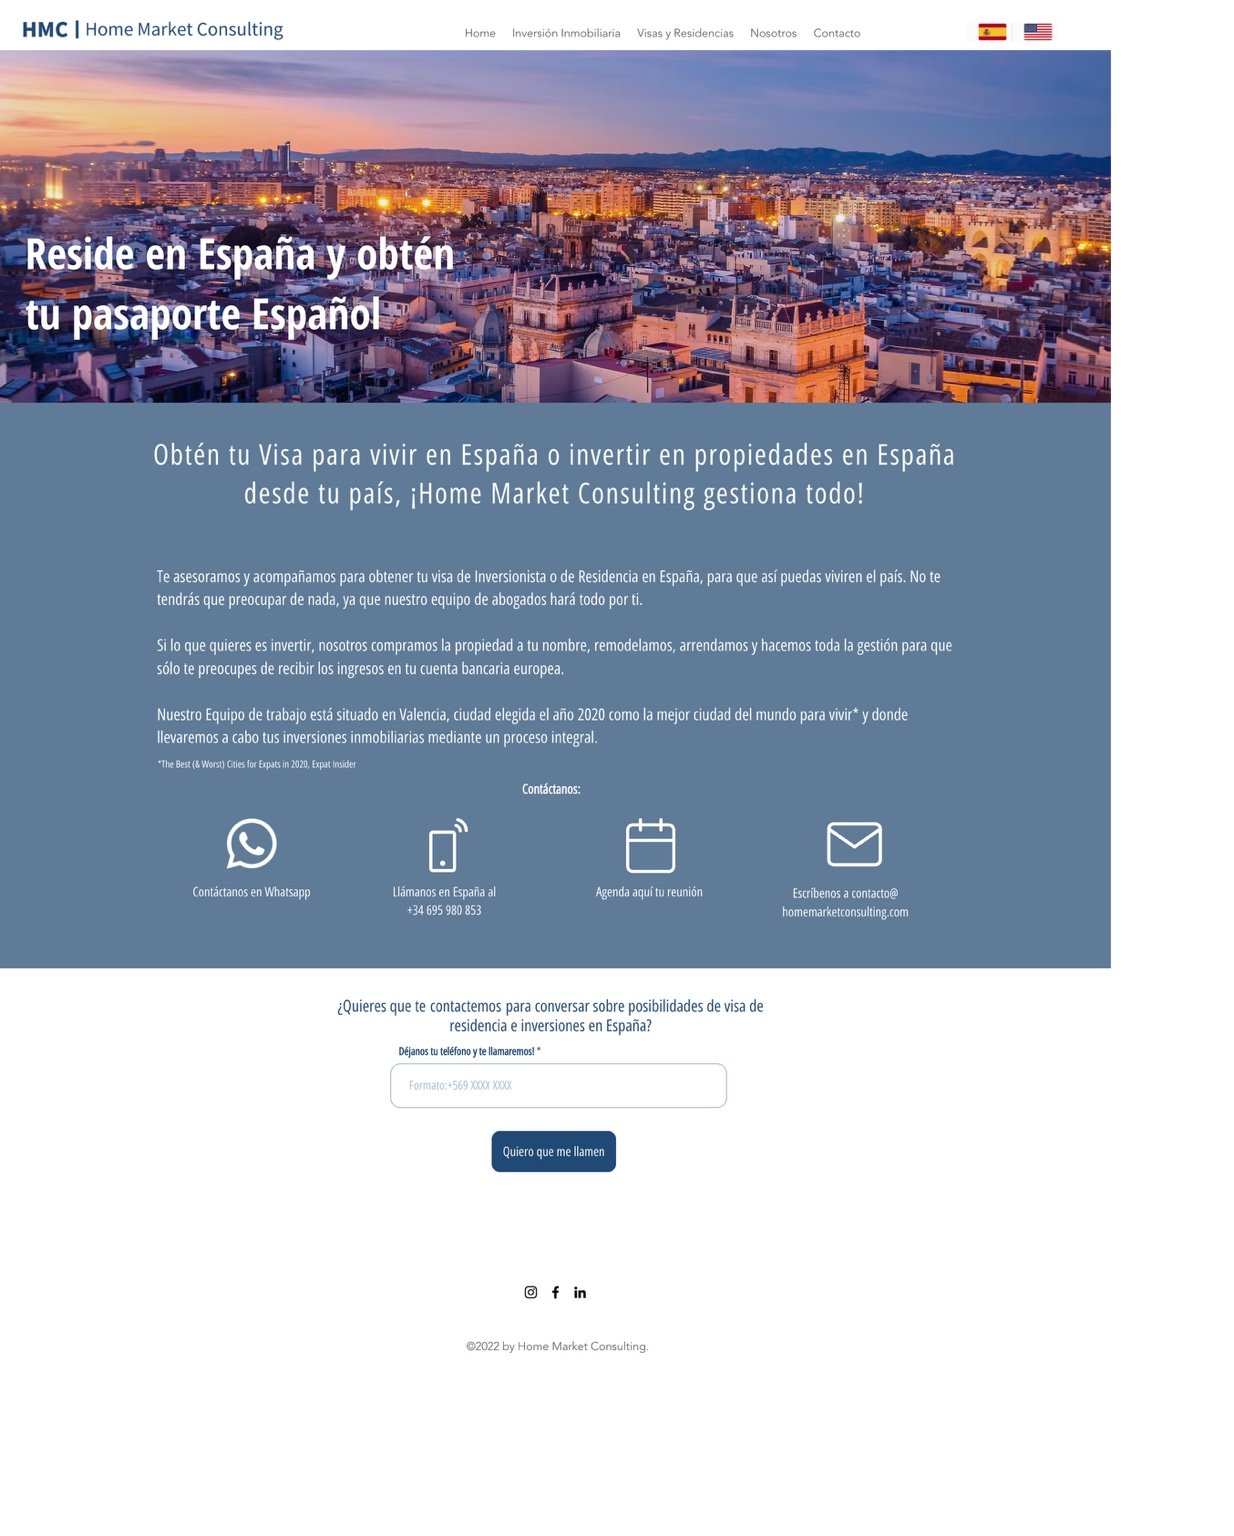 HMC | Home Market Consulting
Home Inversión Inmobiliaria Visas y Residencias Nosotros Contacto
Reside en España y obtén
tu pasaporte Español
Obtén tu Visa para vivir en España o invertir en propiedades en España
desde tu país, ¡Home Market Consulting gestiona todo!
Te asesoramos y acompañamos para obtener tu visa de Inversionista o de Residencia en España, para que así puedas viviren el país. No te
tendrás que preocupar de nada, ya que nuestro equipo de abogados hará todo por ti.
Si lo que quieres es invertir, nosotros compramos la propiedad a tu nombre, remodelamos, arrendamos y hacemos toda la gestión para que
sólo te preocupes de recibir los ingresos en tu cuenta bancaria europea.
Nuestro Equipo de trabajo está situado en Valencia, ciudad elegida el año 2020 como la mejor ciudad del mundo para vivir* y donde
llevaremos a cabo tus inversiones inmobiliarias mediante un proceso integral.
*The Best (& Worst) Cities for Expats in 2020, Expat Insider
Contáctanos:
Contáctanos en Whatsapp
Llámanos en España al
+34 695 980 853
Agenda aquí tu reunión
Escríbenos a contacto@
homemarketconsulting.com
¿Quieres que te contactemos para conversar sobre posibilidades de visa de
residencia e inversiones en España?
Déjanos tu teléfono y te llamaremos! *
Formato:+569 XXXX XXXX
Quiero que me llamen
©2022 by Home Market Consulting.